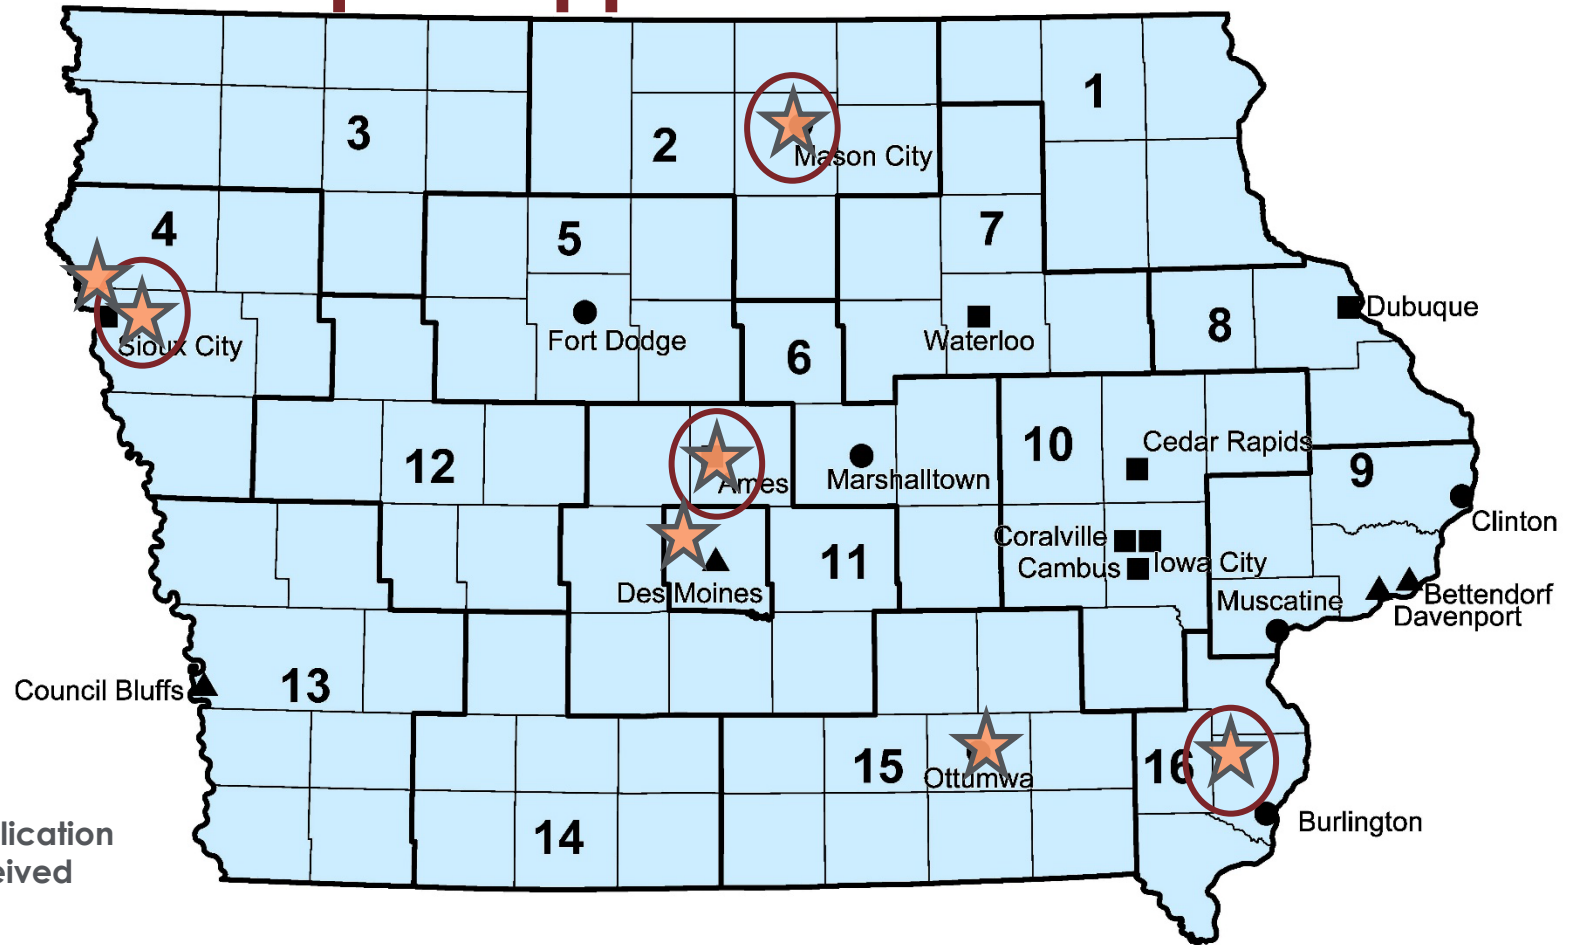 1
3
2
Mason City
4
5
7
Sioux City
Fort Dodge
Waterloo
8
Dubuque
6
12
Ames
Marshalltown
10
Cedar Rapids
9
Clinton
11
Coralville
Iowa City
Cambus
Des Moines
Muscatine
Bettendorf
Davenport
Council Bluffs
13
15
Ottumwa
16
14
Burlington
lication
eived